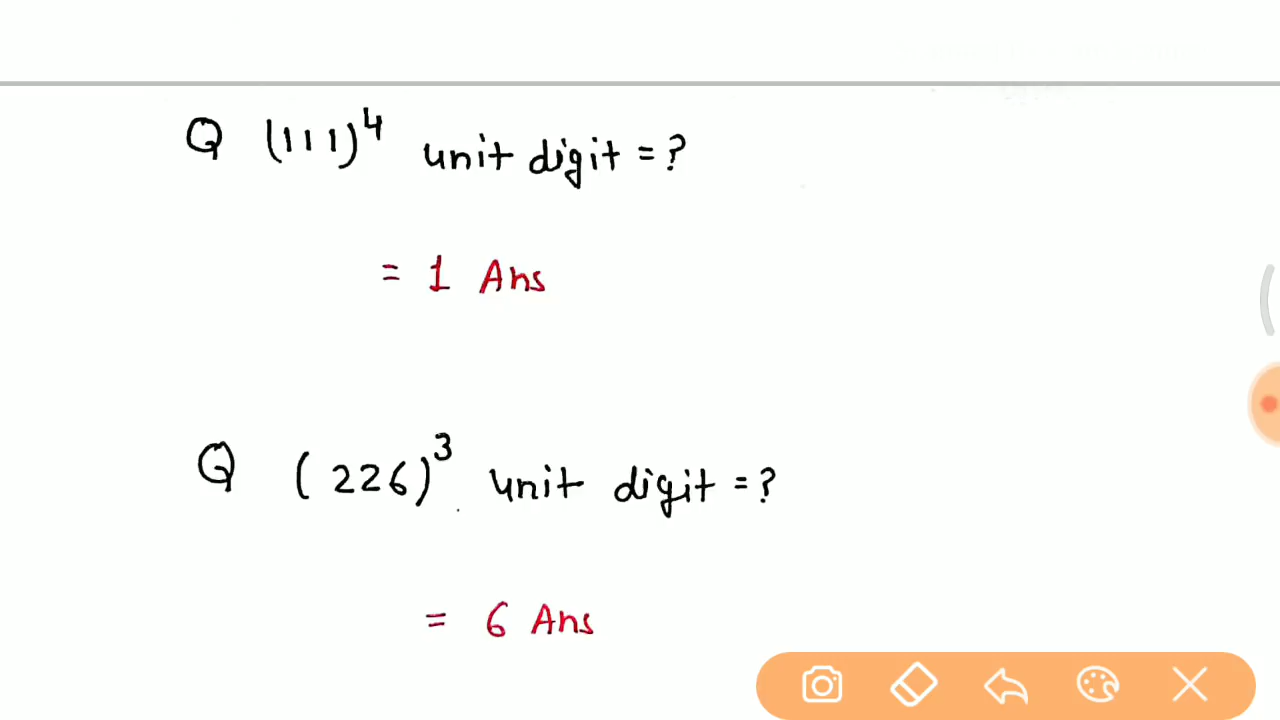 Q (111)⁴ unit digit = ?
= 1 Ans
Q (226)³ unit digit = ?
= 6 Ans